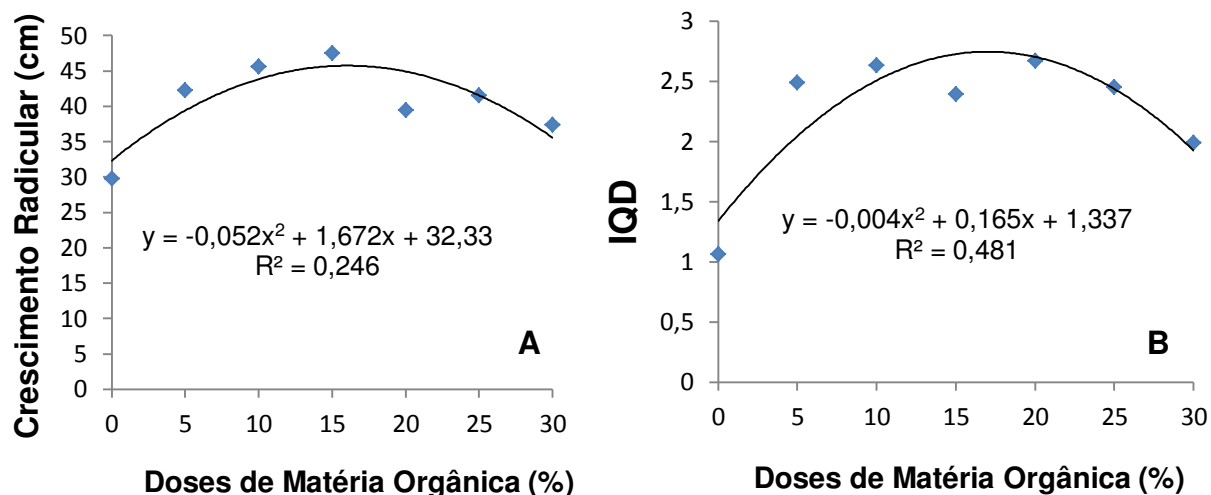 Crescimento Radicular (cm)
50
45
40
35
30
25
20
15
10
5
0
y = -0,052x² + 1,672x + 32,33
R² = 0,246
A
0 5 10 15 20 25 30
Doses de Matéria Orgânica (%)
IQD
3
2,5
2
1,5
1
0,5
0
y = -0,004x² + 0,165x + 1,337
R² = 0,481
B
0 5 10 15 20 25 30
Doses de Matéria Orgânica (%)